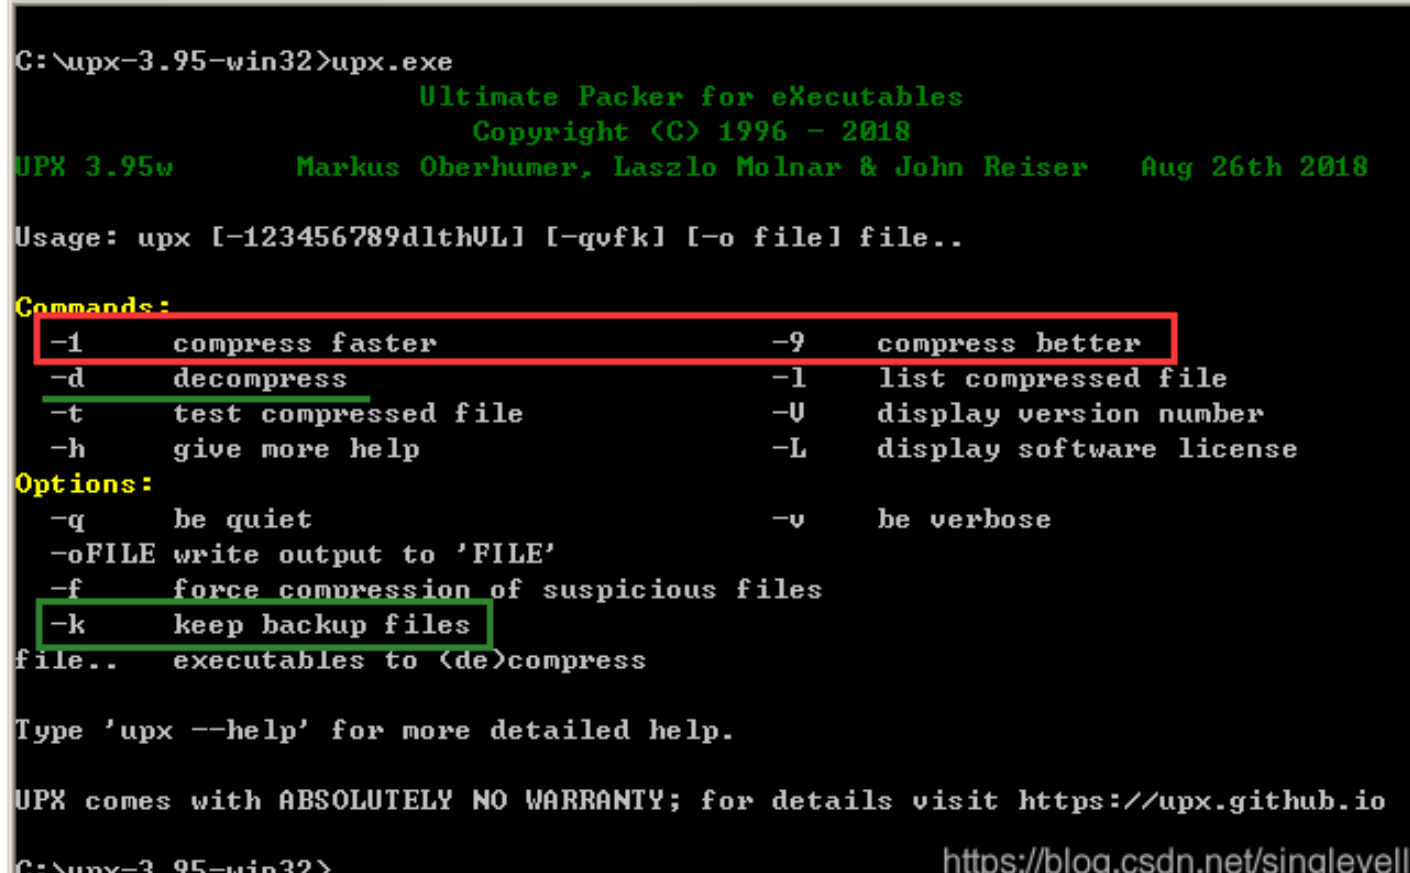 C:\upx-3.95-win32>upx.exe
Ultimate Packer for eXecutables
Copyright (C) 1996 - 2018
UPX 3.95w Markus Oberhumer, Laszlo Molnar & John Reiser Aug 26th 2018
Usage: upx [-123456789dlthVL] [-qvfk] [-o file] file..
Commands:
-1 compress faster -9 compress better
-d decompress -l list compressed file
-t test compressed file -V display version number
-h give more help -L display software license
Options:
-q be quiet -v be verbose
-oFILE write output to 'FILE'
-f force compression of suspicious files
-k keep backup files
file.. executables to (de)compress
Type 'upx --help' for more detailed help.
UPX comes with ABSOLUTELY NO WARRANTY; for details visit https://upx.github.io
C:\upx-3.95-win32>
https://blog.csdn.net/singleyell